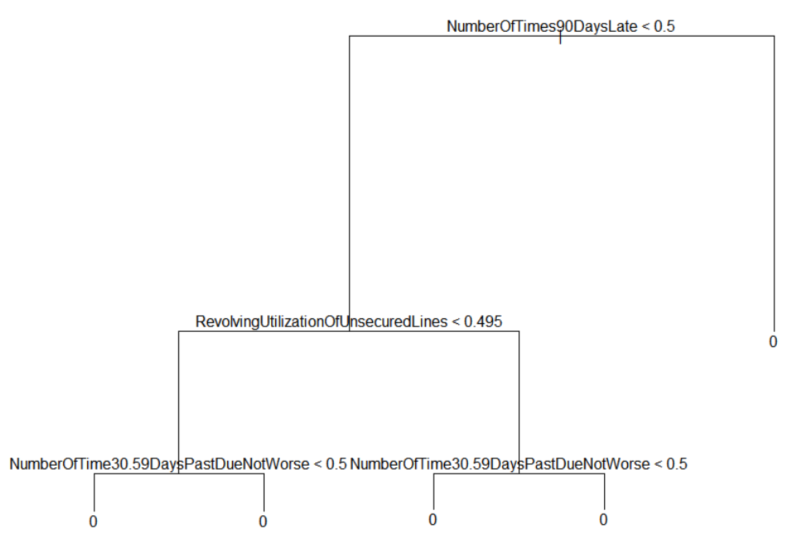 NumberOfTimes90DaysLate < 0.5
RevolvingUtilizationOfUnsecuredLines < 0.495
0
NumberOfTime30.59DaysPastDueNotWorse < 0.5 NumberOfTime30.59DaysPastDueNotWorse < 0.5
0 0 0 0